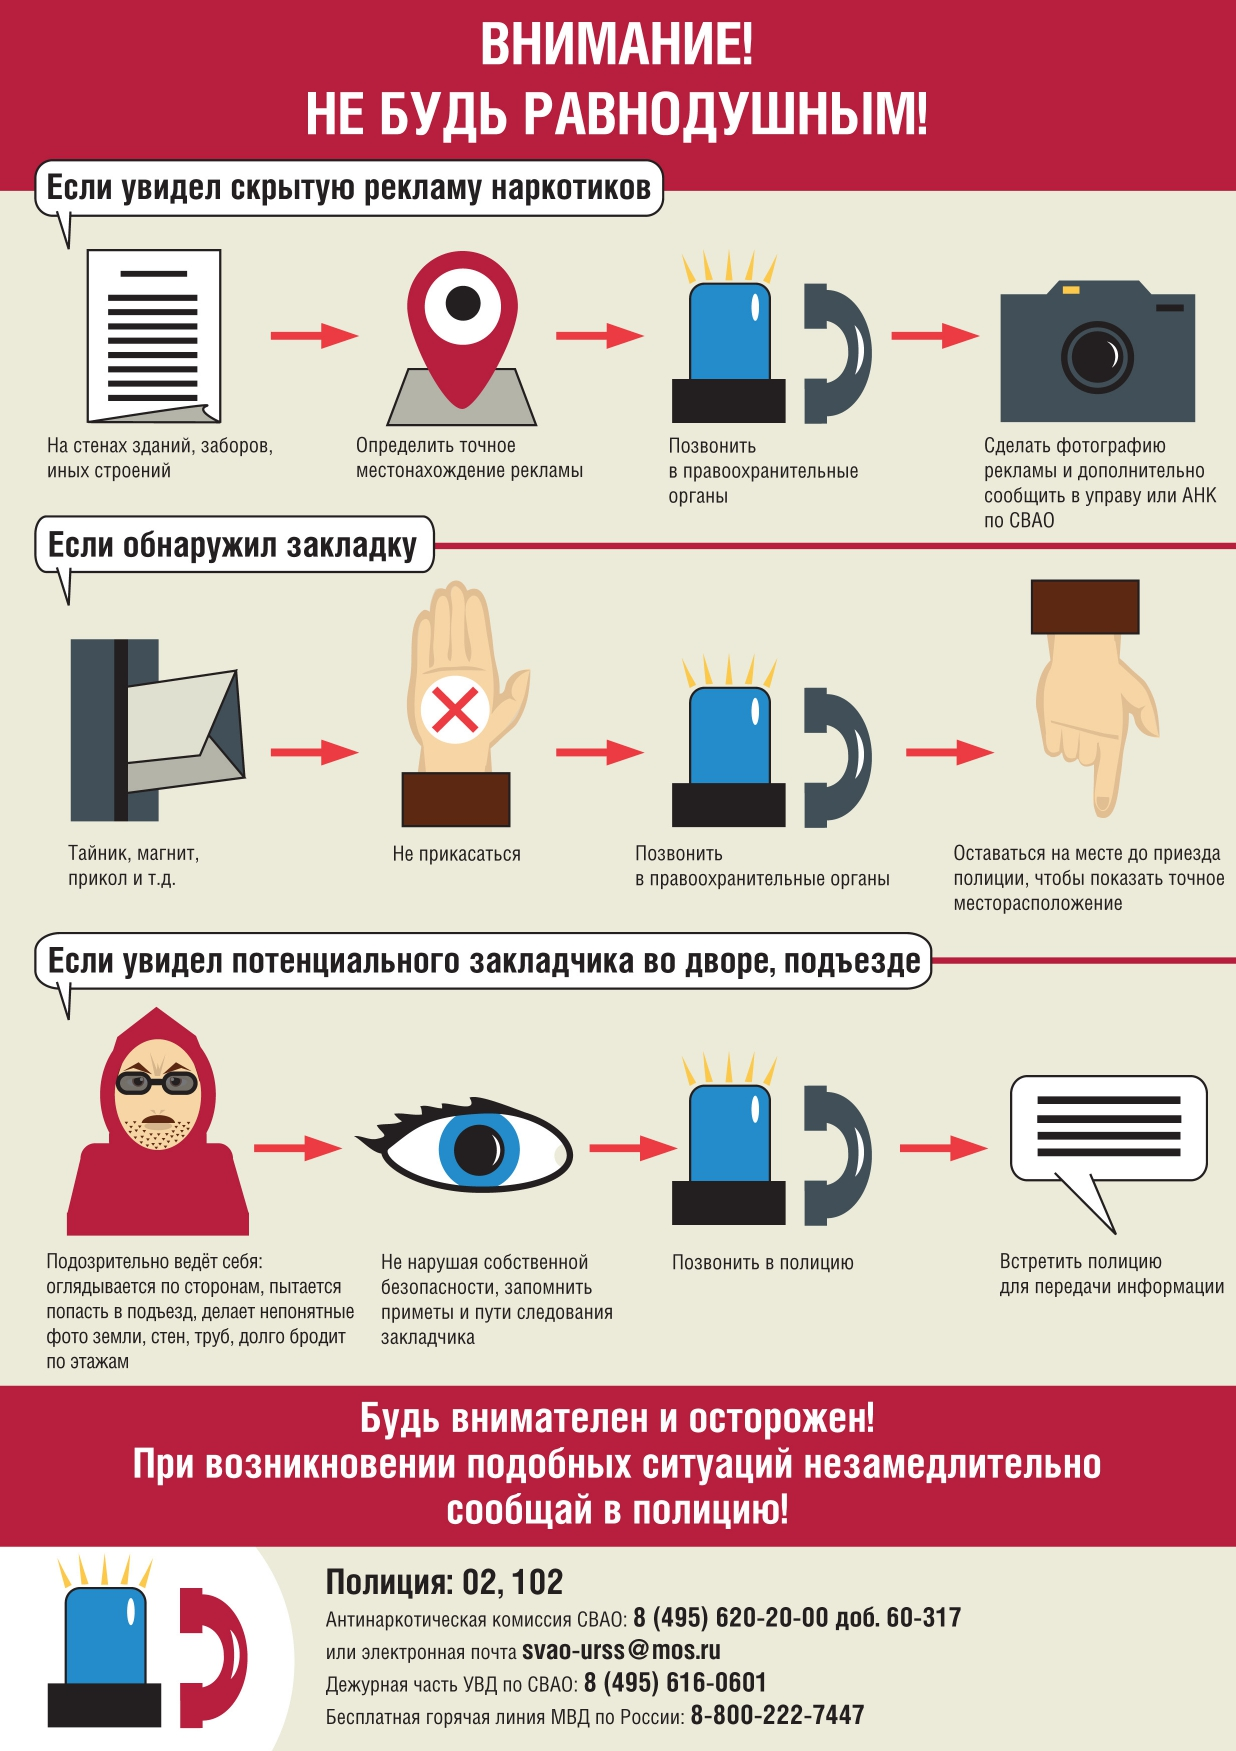 ВНИМАНИЕ!
НЕ БУДЬ РАВНОДУШНЫМ!
Если увидел скрытую рекламу наркотиков
На стенах зданий, заборов,
иных строений
Определить точное
местонахождение рекламы
Позвонить
в правоохранительные
органы
Сделать фотографию
рекламы и дополнительно
сообщить в управу или АНК
по СВАО
Если обнаружил закладку
Тайник, магнит,
прикол и т.д.
Не прикасаться
Позвонить
в правоохранительные органы
Оставаться на месте до приезда
полиции, чтобы показать точное
месторасположение
Если увидел потенциального закладчика во дворе, подъезде
Подозрительно ведёт себя:
оглядывается по сторонам, пытается
попасть в подъезд, делает непонятные
фото земли, стен, труб, долго бродит
по этажам
Не нарушая собственной
безопасности, запомнить
приметы и пути следования
закладчика
Позвонить в полицию
Встретить полицию
для передачи информации
Будь внимателен и осторожен!
При возникновении подобных ситуаций незамедлительно
сообщай в полицию!
Полиция: 02, 102
Антинаркотическая комиссия СВАО: 8 (495) 620-20-00 доб. 60-317
или электронная почта svao-urss@mos.ru
Дежурная часть УВД по СВАО: 8 (495) 616-0601
Бесплатная горячая линия МВД по России: 8-800-222-7447